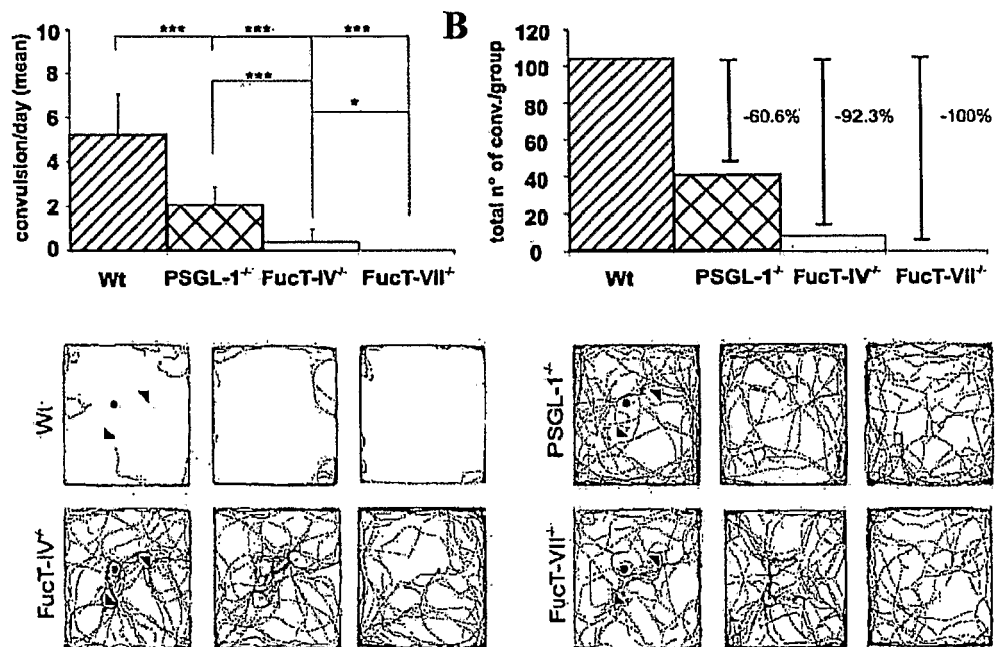 convulsion/day (mean)
10
8
6
4
2
0
***
***
***
***
*
Wt
PSGL-1⁻/⁻
FucT-IV⁻/⁻
FucT-VII⁻/⁻
B
total n° of conv./group
120
100
80
60
40
20
0
-60.6%
-92.3%
-100%
Wt
PSGL-1⁻/⁻
FucT-IV⁻/⁻
FucT-VII⁻/⁻
Wt
PSGL-1⁻/⁻
FucT-IV⁻/⁻
FucT-VII⁻/⁻